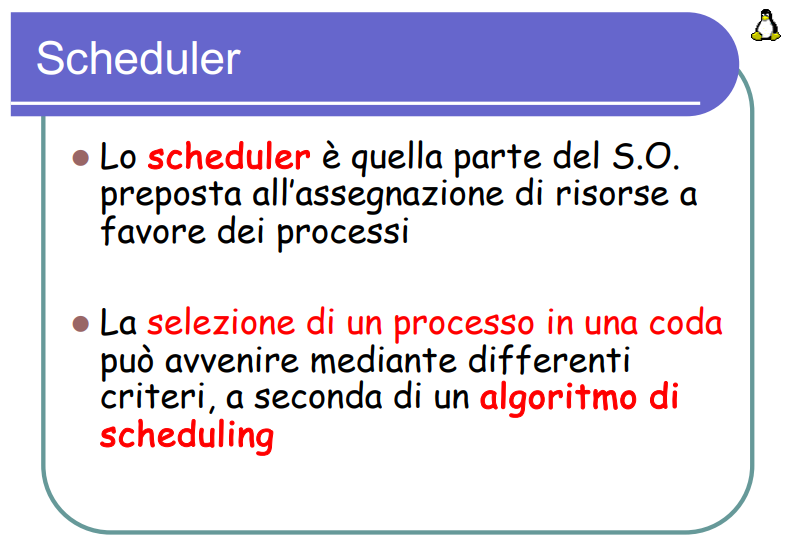 Scheduler
Lo scheduler è quella parte del S.O.
preposta all’assegnazione di risorse a
favore dei processi
La selezione di un processo in una coda
può avvenire mediante differenti
criteri, a seconda di un algoritmo di
scheduling